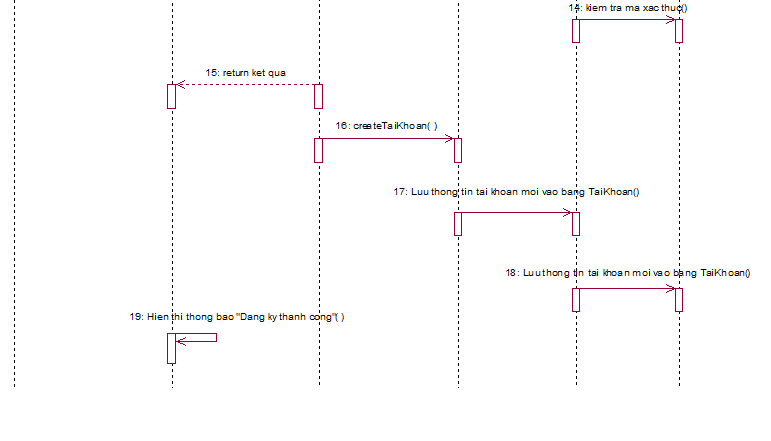 14: kiem tra ma xac thuc()
15: return ket qua
16: createTaiKhoan( )
17: Luu thong tin tai khoan moi vao bang TaiKhoan()
18: Luu thong tin tai khoan moi vao bang TaiKhoan()
19: Hien thi thong bao "Dang ky thanh cong"( )